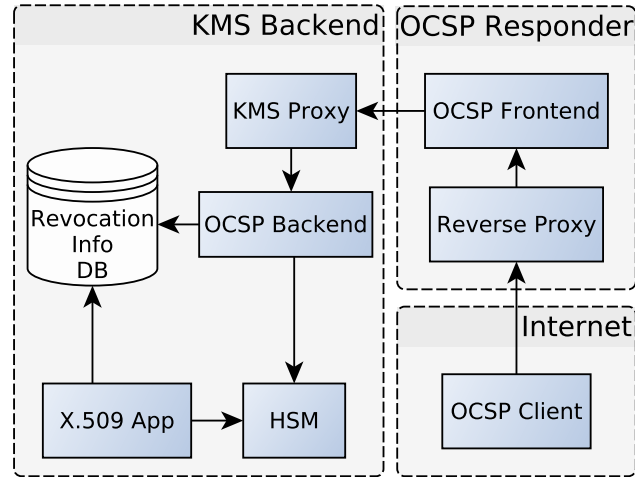 KMS Backend
KMS Proxy
Revocation
Info
DB
OCSP Backend
X.509 App
HSM
OCSP Responder
OCSP Frontend
Reverse Proxy
Internet
OCSP Client